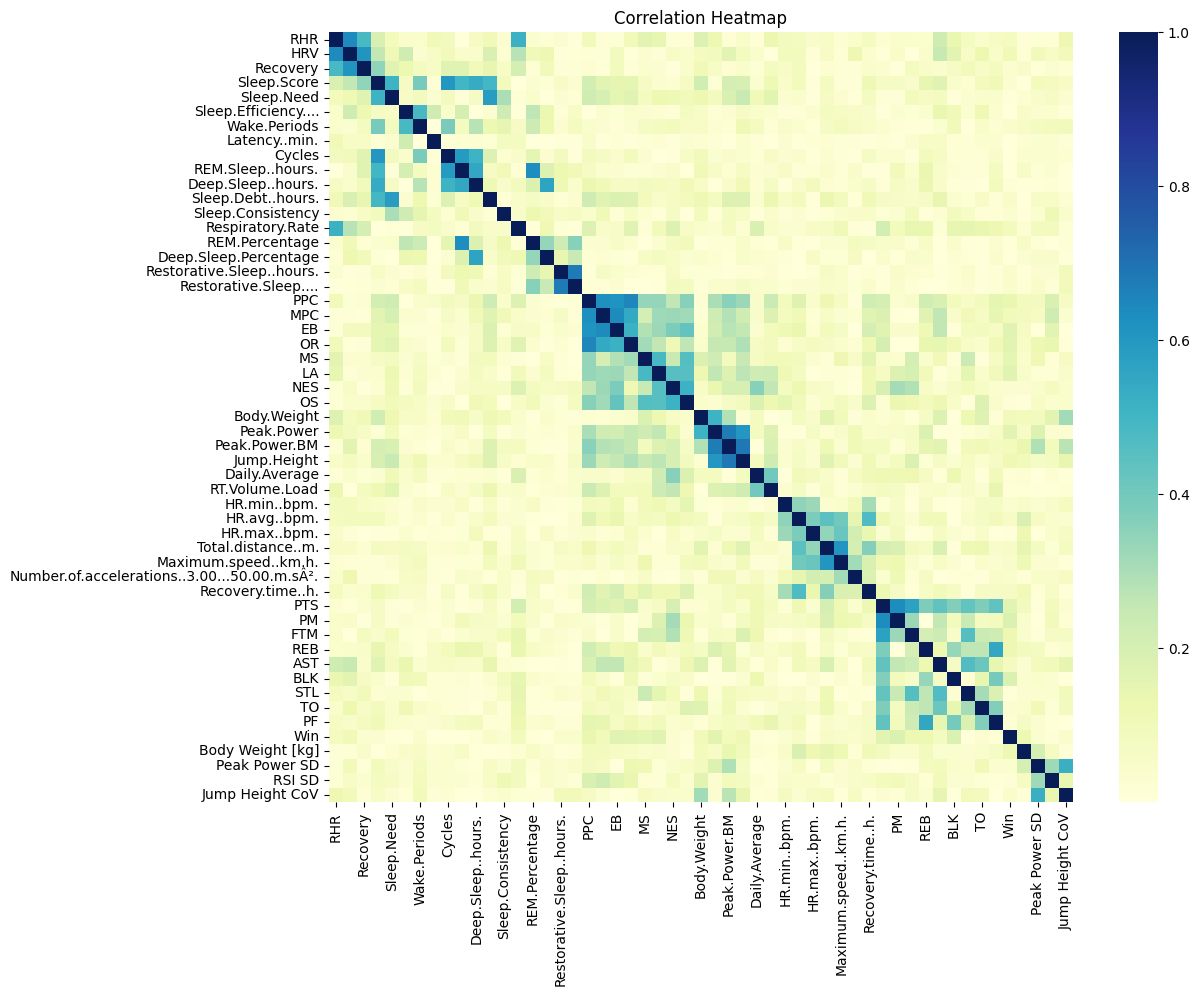 Correlation Heatmap
RHR
HRV
Recovery
Sleep.Score
Sleep.Need
Sleep.Efficiency....
Wake.Periods
Latency..min.
Cycles
REM.Sleep..hours.
Deep.Sleep..hours.
Sleep.Debt..hours.
Sleep.Consistency
Respiratory.Rate
REM.Percentage
Deep.Sleep.Percentage
Restorative.Sleep..hours.
Restorative.Sleep....
PPC
MPC
EB
OR
MS
LA
NES
OS
Body.Weight
Peak.Power
Peak.Power.BM
Jump.Height
Daily.Average
RT.Volume.Load
HR.min..bpm.
HR.avg..bpm.
HR.max..bpm.
Total.distance..m.
Maximum.speed..km.h.
Number.of.accelerations..3.00...50.00.m.sÂ².
Recovery.time..h.
PTS
PM
FTM
REB
AST
BLK
STL
TO
PF
Win
Body Weight [kg]
Peak Power SD
RSI SD
Jump Height CoV
RHR
Recovery
Sleep.Need
Wake.Periods
Cycles
Deep.Sleep..hours.
Sleep.Consistency
REM.Percentage
Restorative.Sleep..hours.
PPC
EB
MS
NES
Body.Weight
Peak.Power.BM
Daily.Average
HR.min..bpm.
HR.max..bpm.
Maximum.speed..km.h.
Recovery.time..h.
PM
REB
BLK
TO
Win
Peak Power SD
Jump Height CoV
1.0
0.8
0.6
0.4
0.2